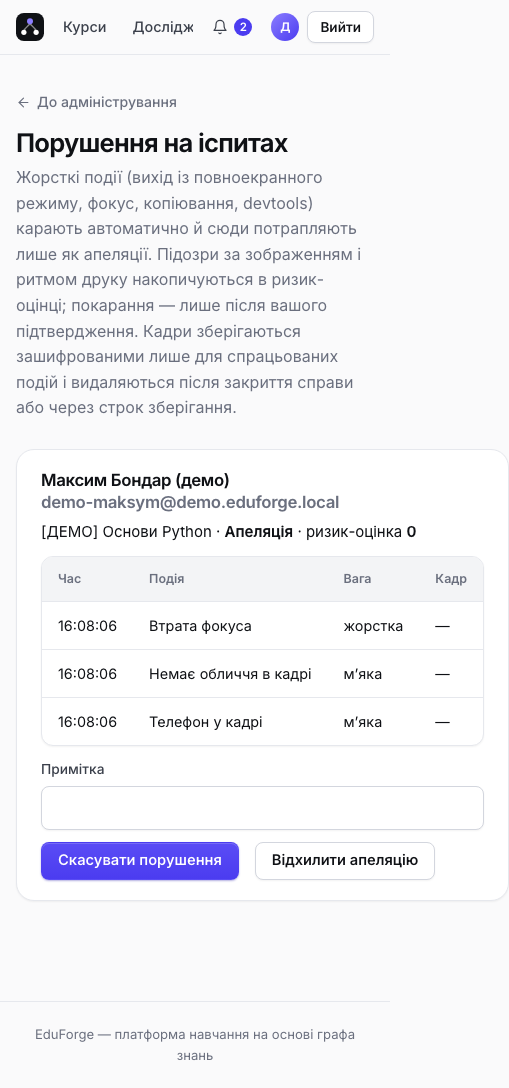 Курси Дослідж 2 Д Вийти
← До адміністрування
Порушення на іспитах
Жорсткі події (вихід із повноекранного
режиму, фокус, копіювання, devtools)
карають автоматично й сюди потрапляють
лише як апеляції. Підозри за зображенням і
ритмом друку накопичуються в ризик-
оцінці; покарання — лише після вашого
підтвердження. Кадри зберігаються
зашифрованими лише для спрацьованих
подій і видаляються після закриття справи
або через строк зберігання.
Максим Бондар (демо)
demo-maksym@demo.eduforge.local
[ДЕМО] Основи Python · Апеляція · ризик-оцінка 0
Час Подія Вага Кадр
16:08:06 Втрата фокуса жорстка —
16:08:06 Немає обличчя в кадрі м’яка —
16:08:06 Телефон у кадрі м’яка —
Примітка
Скасувати порушення Відхилити апеляцію
EduForge — платформа навчання на основі графа
знань